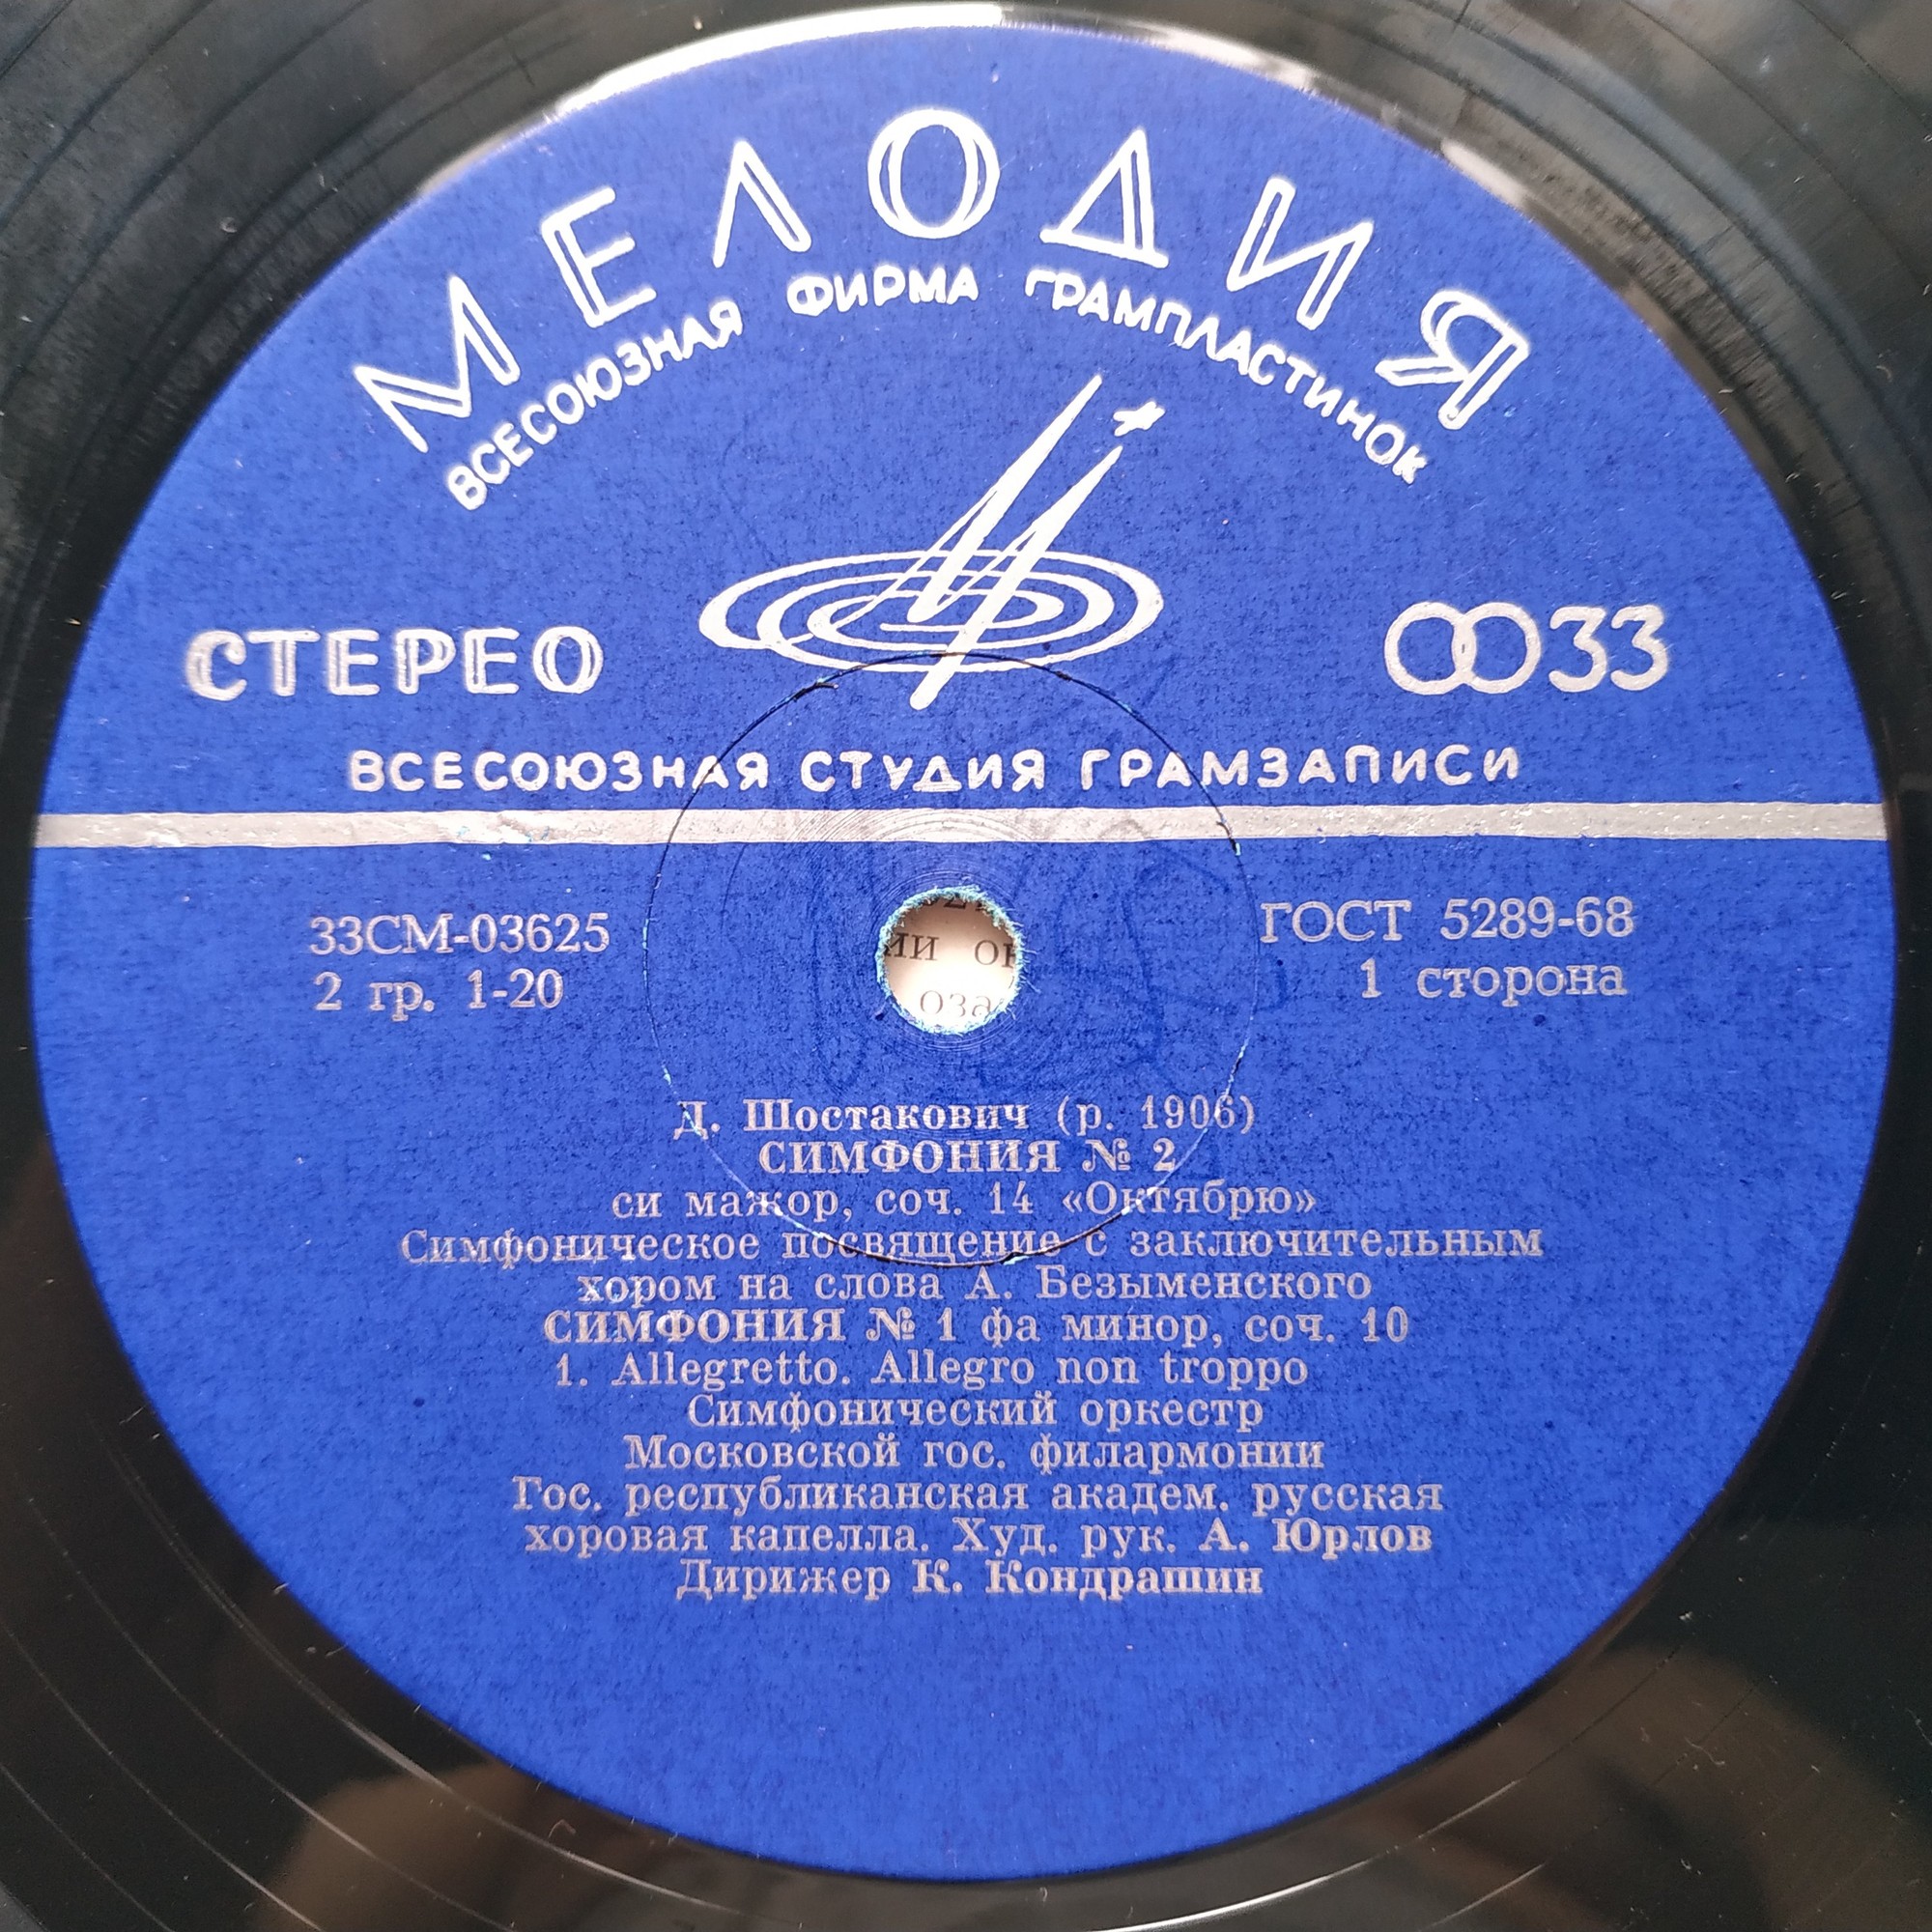 МЕЛОДИЯ
ВСЕСОЮЗНАЯ ФИРМА ГРАМПЛАСТИНОК
СТЕРЕО
33
ВСЕСОЮЗНАЯ СТУДИЯ ГРАМЗАПИСИ
33СМ-03625
2 гр. 1-20
ГОСТ 5289-68
1 сторона
Д. Шостакович (р. 1906)
СИМФОНИЯ № 2
си мажор, соч. 14 «Октябрю»
Симфоническое посвящение с заключительным
хором на слова А. Безыменского
СИМФОНИЯ № 1 фа минор, соч. 10
1. Allegretto. Allegro non troppo
Симфонический оркестр
Московской гос. филармонии
Гос. республиканская академ. русская
хоровая капелла. Худ. рук. А. Юрлов
Дирижер К. Кондрашин